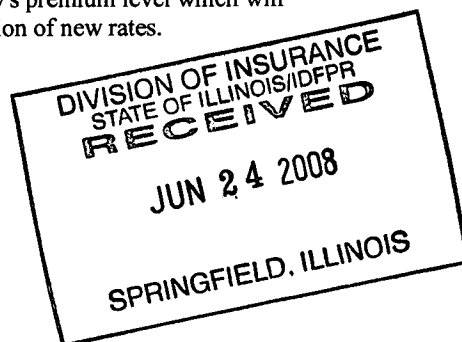 's premium level which will
ion of new rates.
DIVISION OF INSURANCE
STATE OF ILLINOIS/IDFPR
RECEIVED
JUN 24 2008
SPRINGFIELD, ILLINOIS